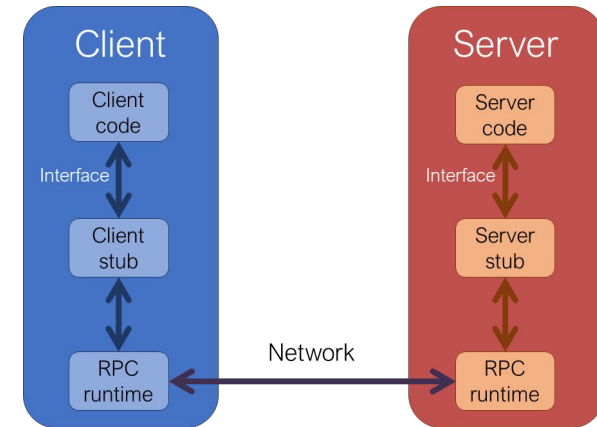 Client
Client
code
Interface
Client
stub
RPC
runtime
Network
Server
Server
code
Interface
Server
stub
RPC
runtime